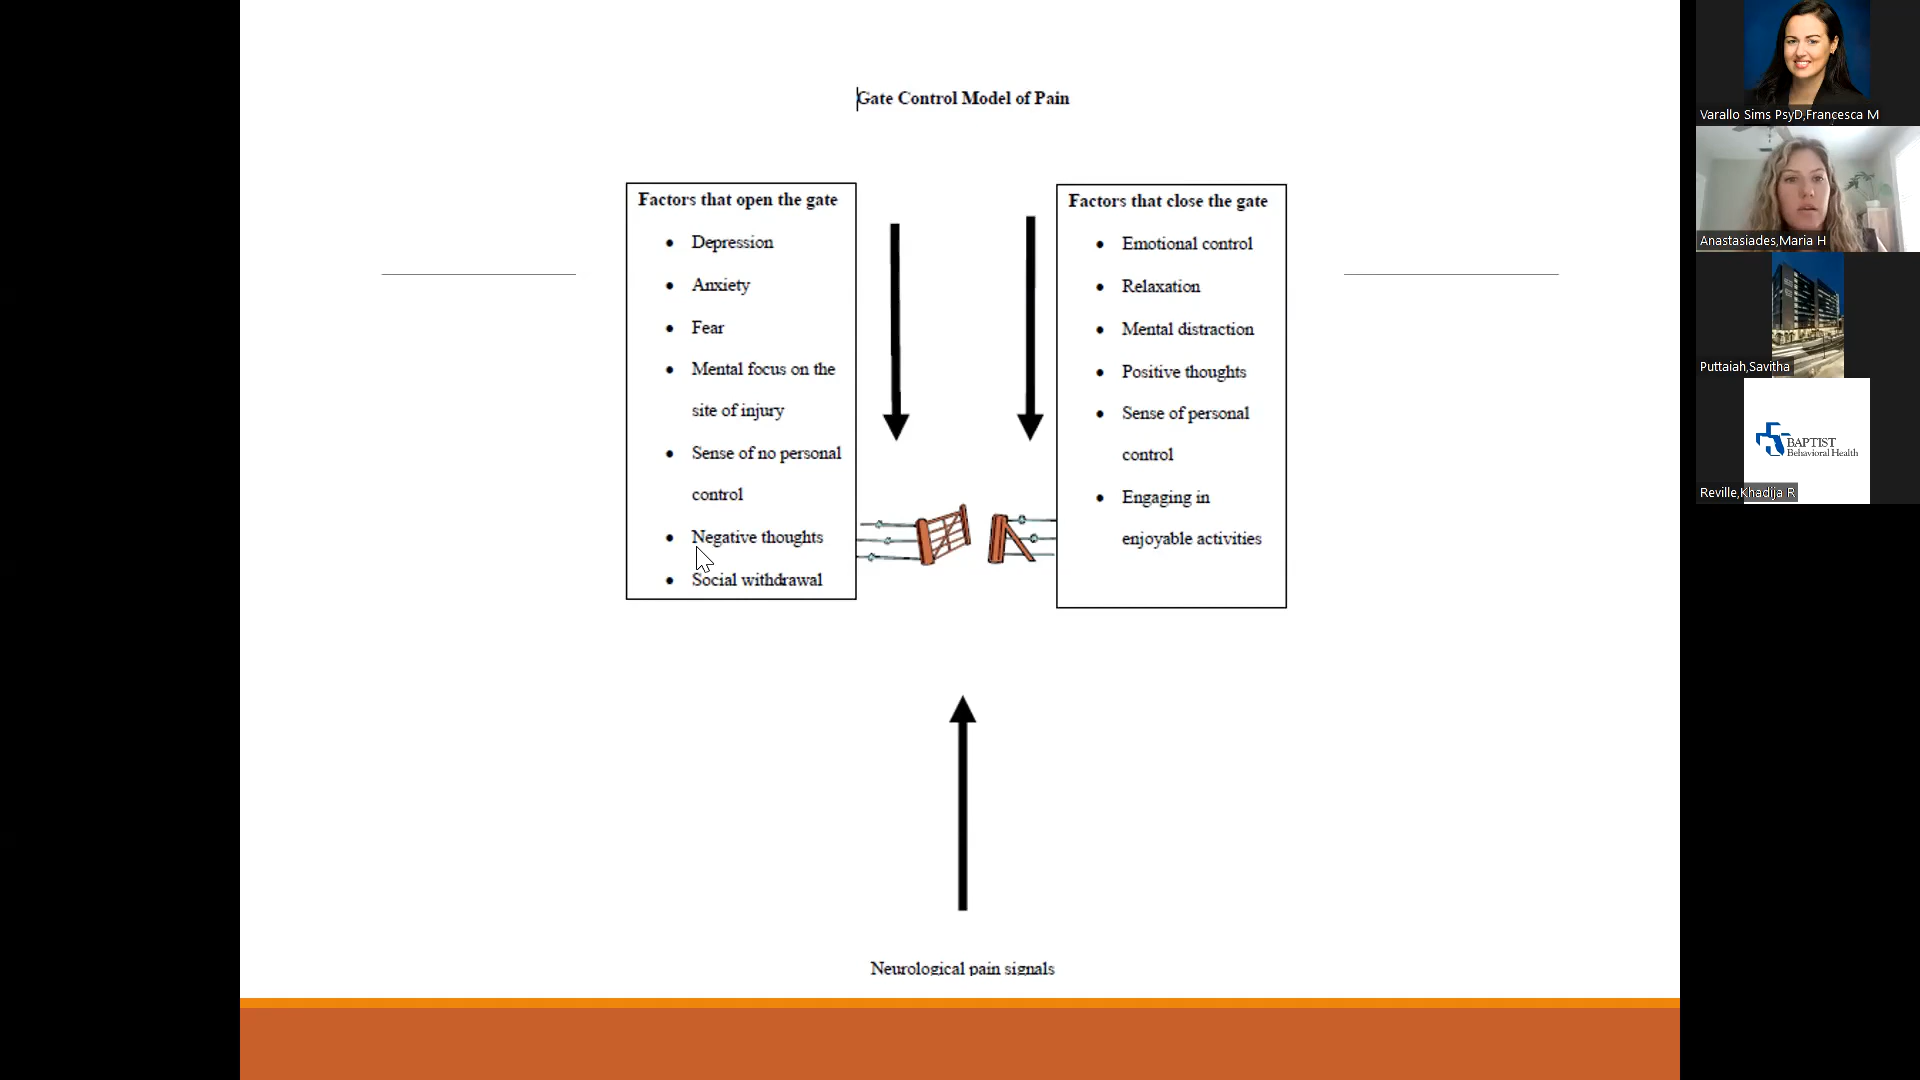 Gate Control Model of Pain
Factors that open the gate
• Depression
• Anxiety
• Fear
• Mental focus on the
site of injury
• Sense of no personal
control
• Negative thoughts
• Social withdrawal
Factors that close the gate
• Emotional control
• Relaxation
• Mental distraction
• Positive thoughts
• Sense of personal
control
• Engaging in
enjoyable activities
Neurological pain signals
Varallo Sims PsyD,Francesca M
Anastasiades,Maria H
Puttaiah,Savitha
BAPTIST
Behavioral Health
Reville,Khadija R